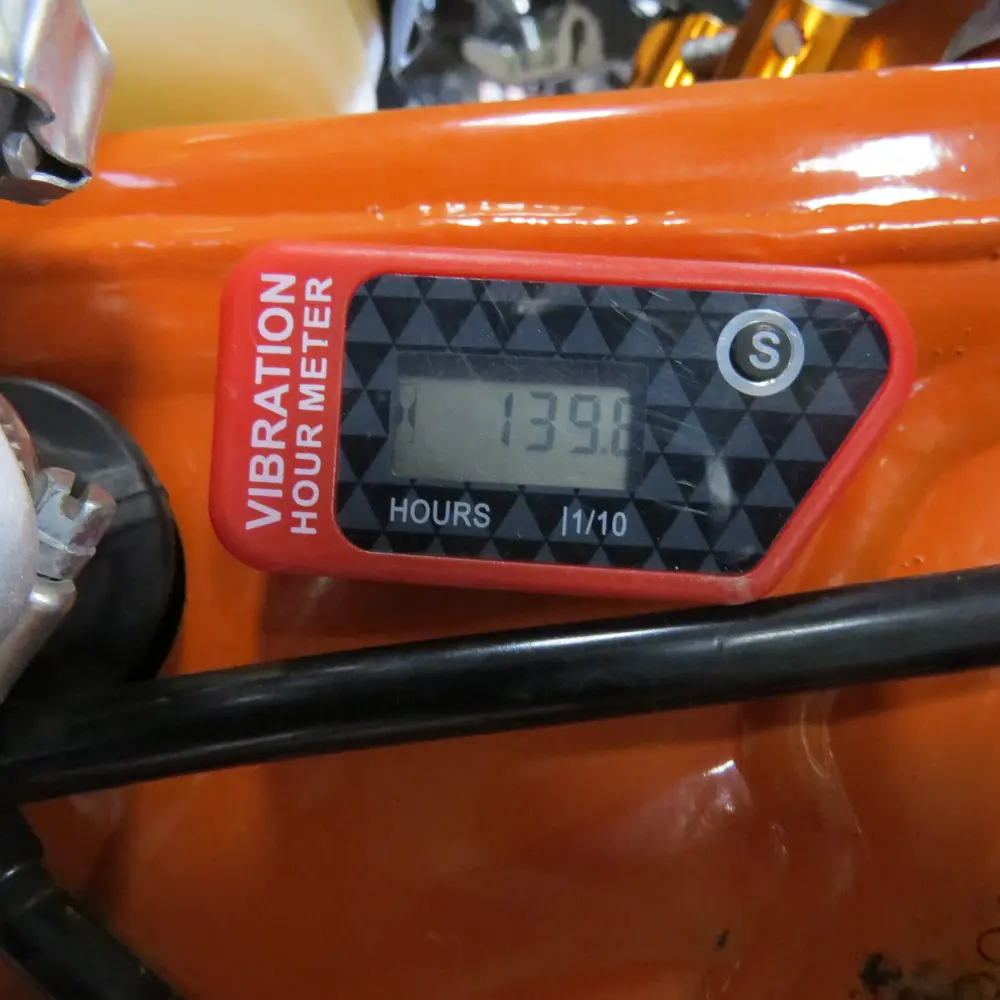 VIBRATION
HOUR METER
S
139.8
HOURS |1/10